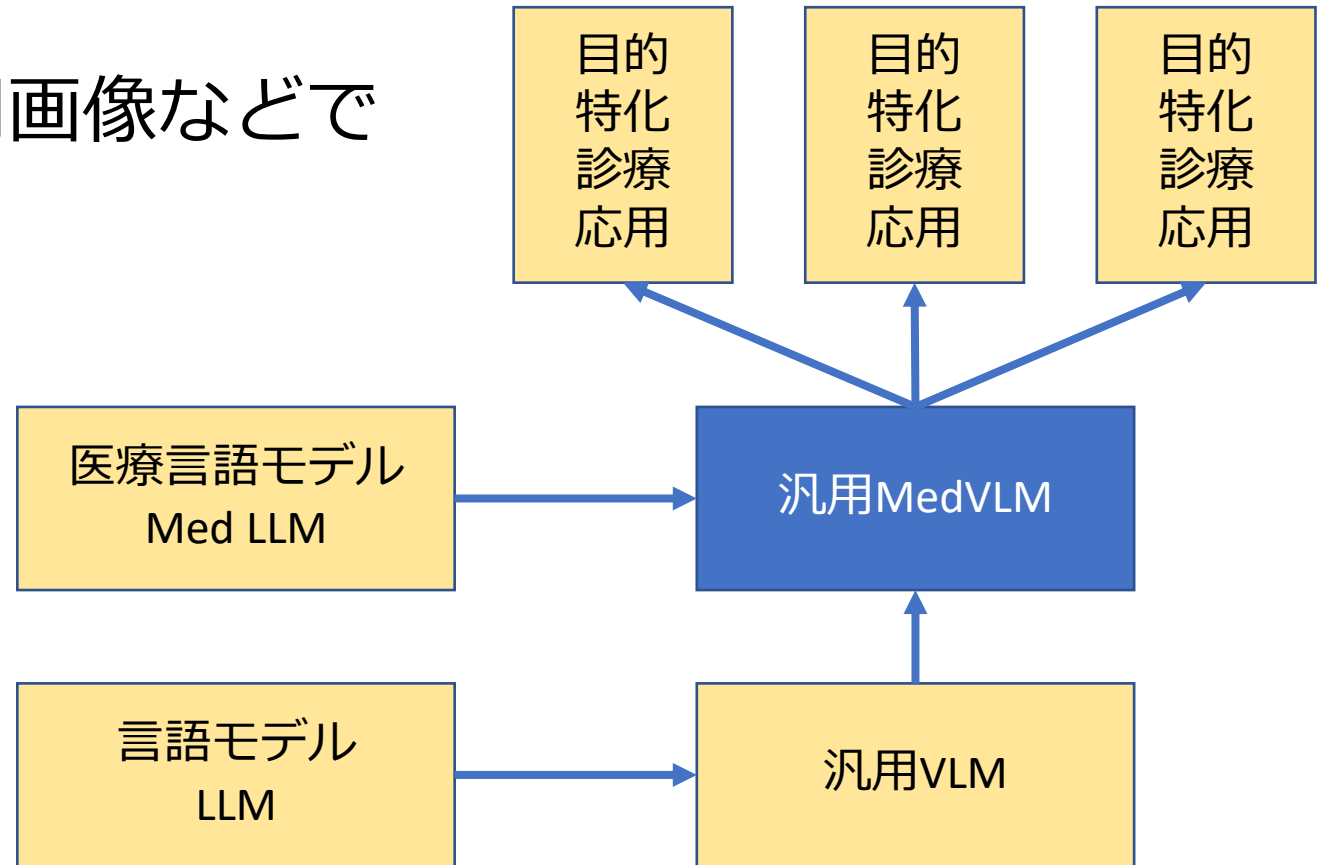 画像などで
目的
特化
診療
応用
目的
特化
診療
応用
目的
特化
診療
応用
医療言語モデル
Med LLM
汎用MedVLM
言語モデル
LLM
汎用VLM